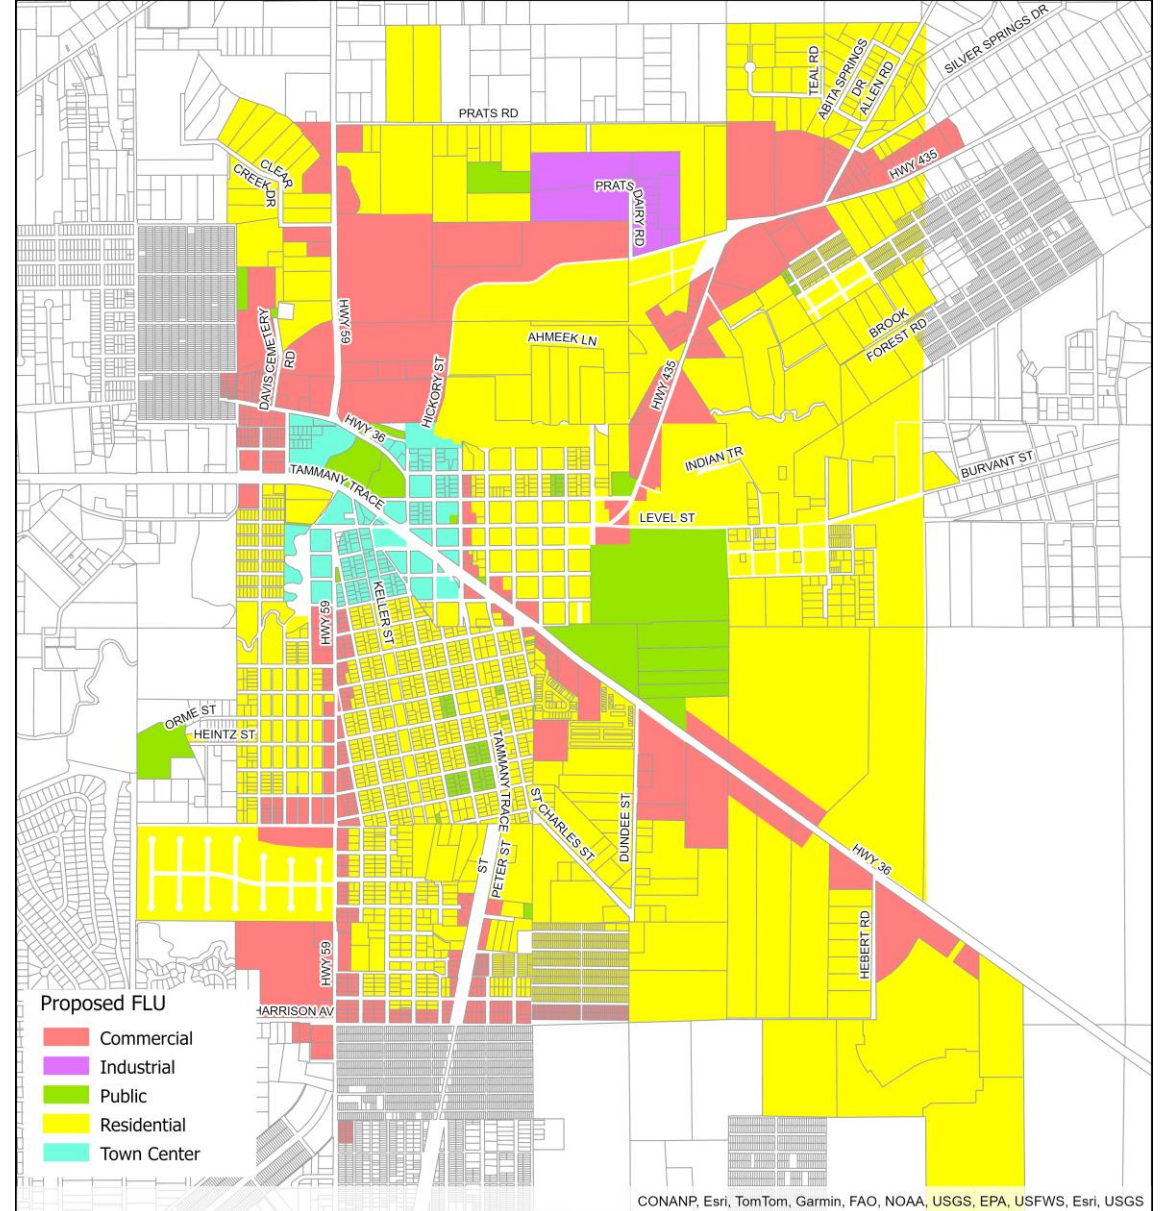 SILVER SPRINGS DR
TEAL RD
ABITA SPRINGS
DR
ALLEN RD
PRATS RD
HWY 435
CLEAR
CREEK DR
PRATS
DAIRY RD
HWY 59
BROOK
FOREST RD
DAVIS CEMETERY
RD
AHMEEK LN
HICKORY ST
HWY 435
HWY 36
INDIAN TR
BURVANT ST
TAMMANY TRACE
LEVEL ST
KELLER ST
HWY 59
ORME ST
HEINTZ ST
TAMMANY TRACE
ST CHARLES ST
DUNDEE ST
ST
PETER ST
HWY 36
HEBERT RD
HWY 59
HARRISON AV
Proposed FLU
Commercial
Industrial
Public
Residential
Town Center
CONANP, Esri, TomTom, Garmin, FAO, NOAA, USGS, EPA, USFWS, Esri, USGS